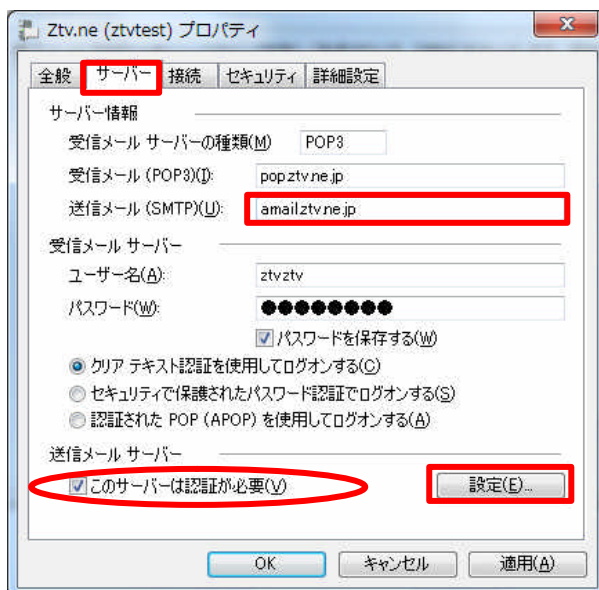 Ztv.ne (ztvtest) プロパティ
全般 サーバー 接続 セキュリティ 詳細設定
サーバー情報
受信メール サーバーの種類(M) POP3
受信メール (POP3)(I): pop.ztv.ne.jp
送信メール (SMTP)(U): amail.ztv.ne.jp
受信メール サーバー
ユーザー名(A): ztvztv
パスワード(W): ●●●●●●●●
パスワードを保存する(W)
クリア テキスト認証を使用してログオンする(C)
セキュリティで保護されたパスワード認証でログオンする(S)
認証された POP (APOP) を使用してログオンする(A)
送信メール サーバー
このサーバーは認証が必要(V) 設定(E)...
OK キャンセル 適用(A)